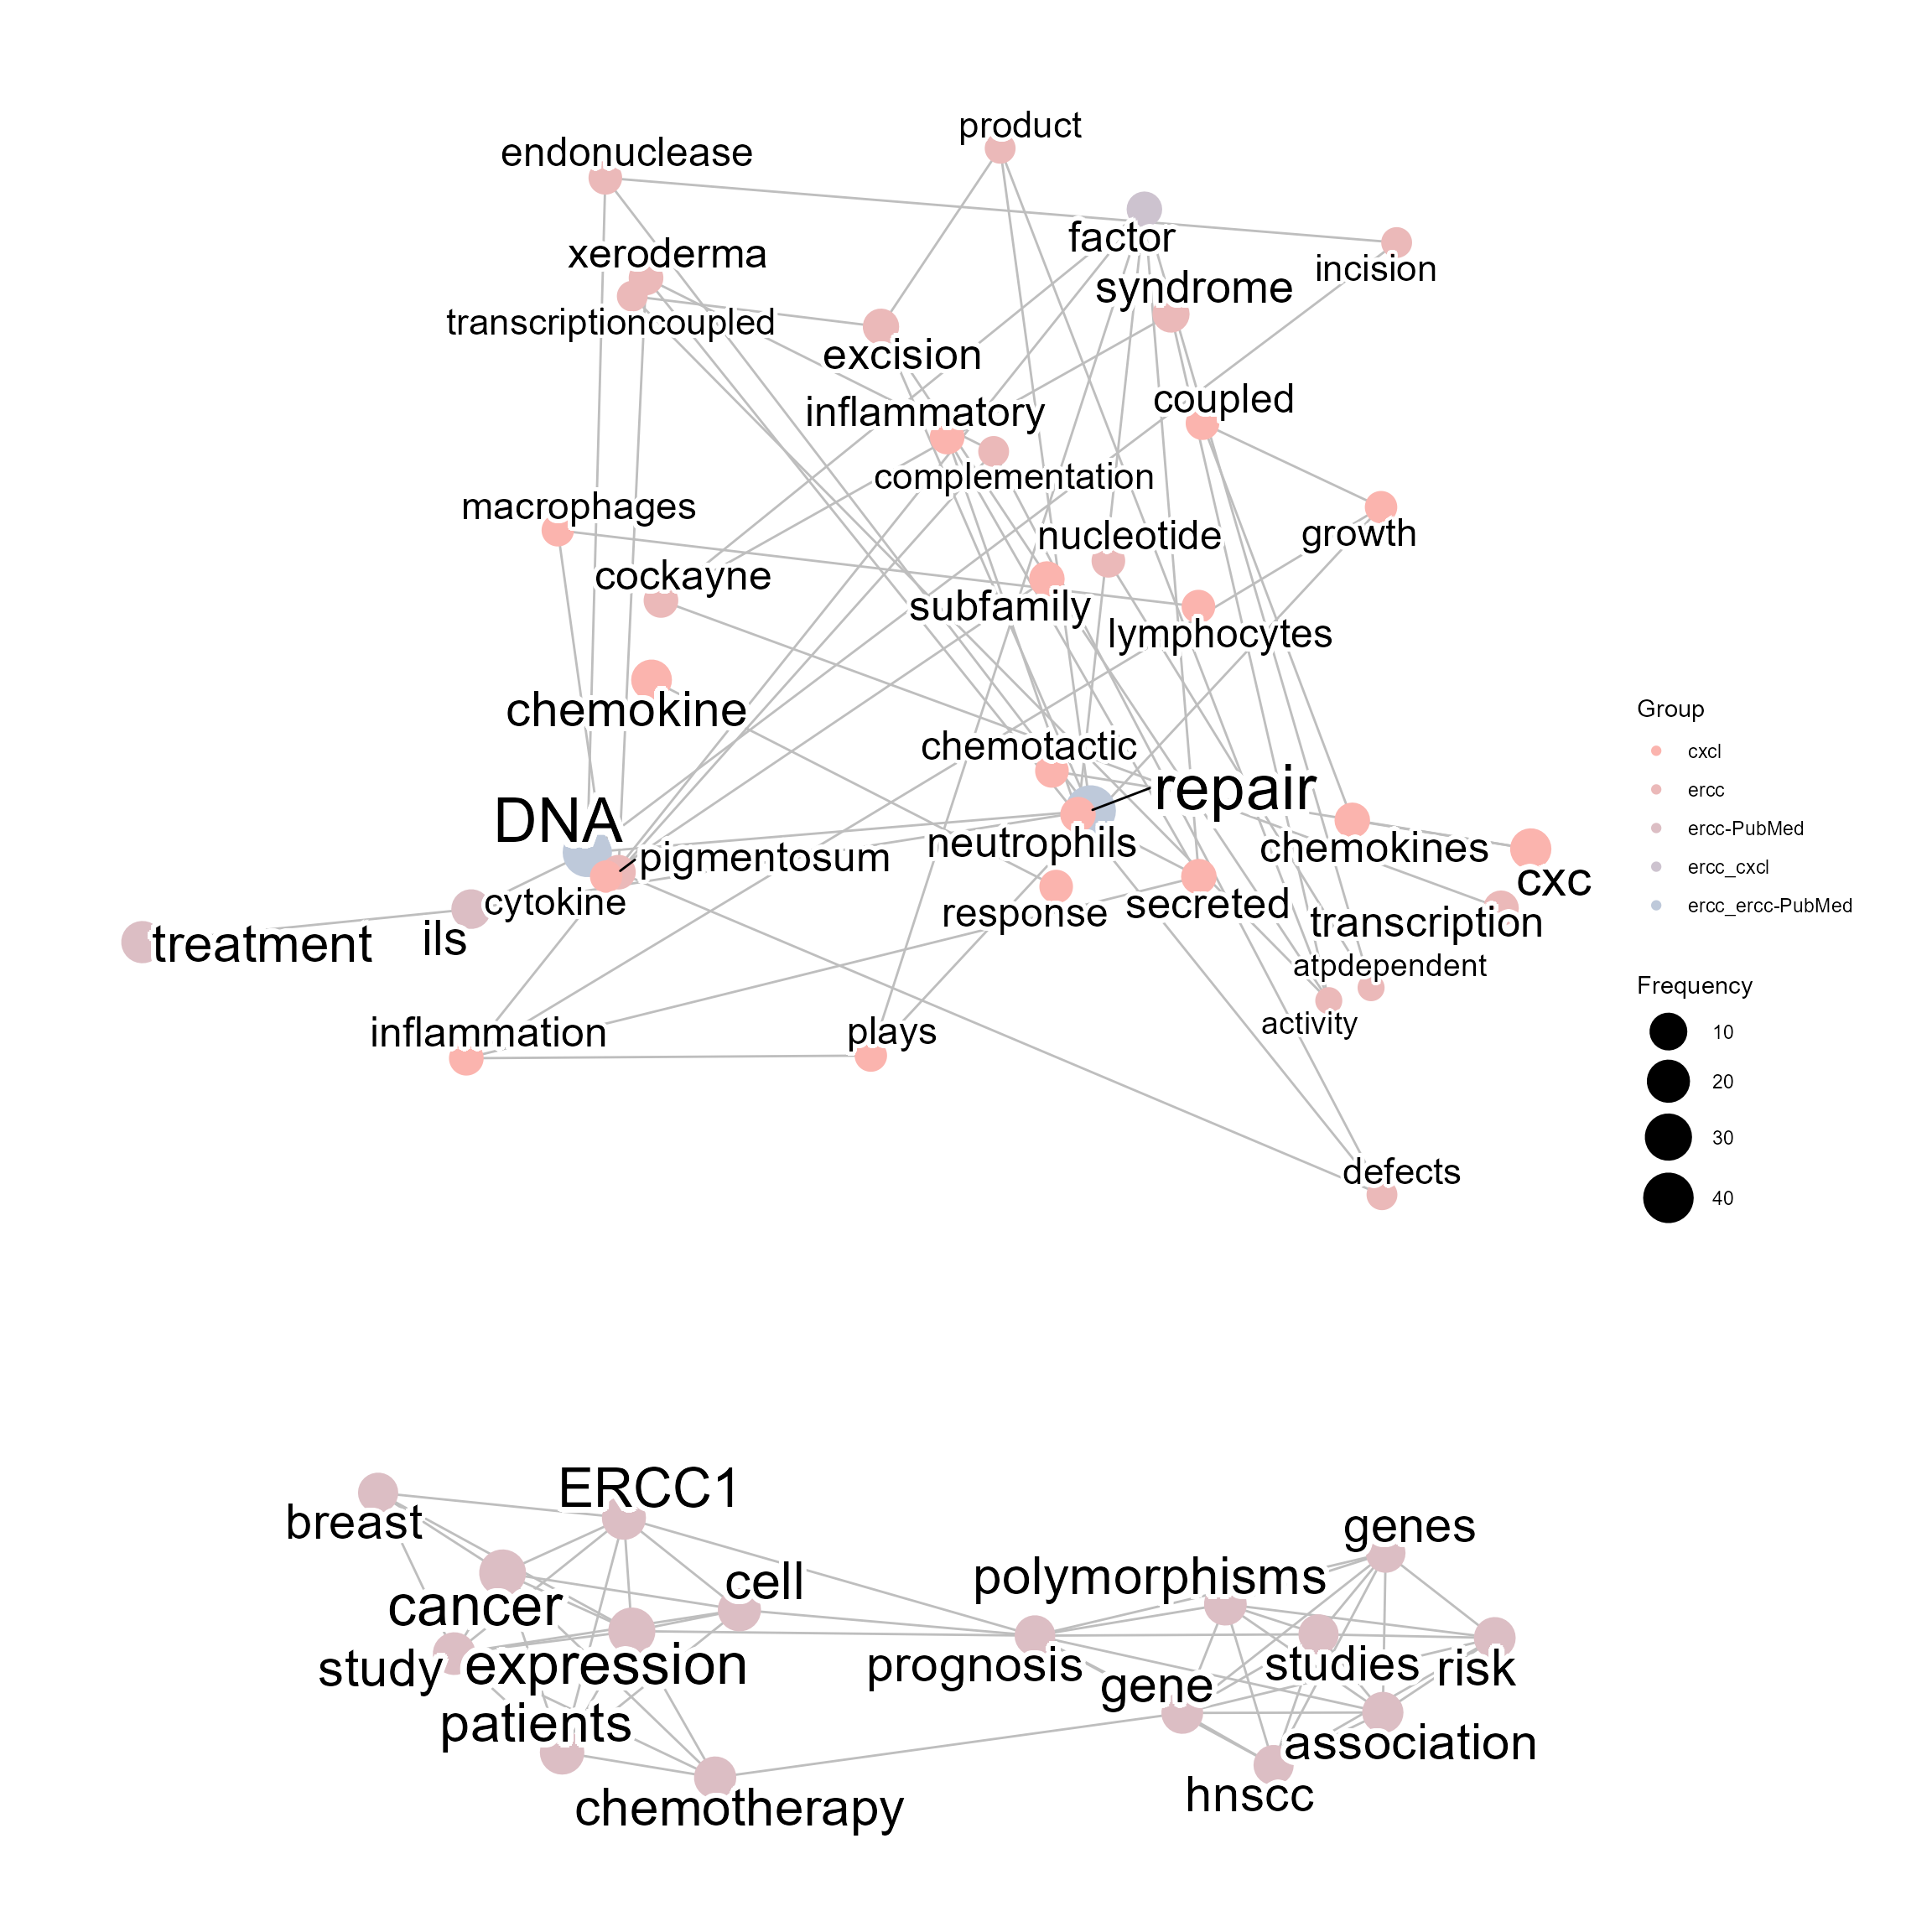 product
endonuclease
factor
xeroderma
incision
syndrome
transcriptioncoupled
excision
coupled
inflammatory
complementation
macrophages
nucleotide
growth
cockayne
subfamily
lymphocytes
chemokine
chemotactic
repair
DNA
neutrophils
chemokines
pigmentosum
cxc
cytokine
response
secreted
transcription
treatment
ils
atpdependent
activity
inflammation
plays
defects
Group
cxcl
ercc
ercc-PubMed
ercc_cxcl
ercc_ercc-PubMed
Frequency
10
20
30
40
ERCC1
breast
genes
cell
polymorphisms
cancer
study
expression
prognosis
studies
risk
gene
patients
association
hnscc
chemotherapy